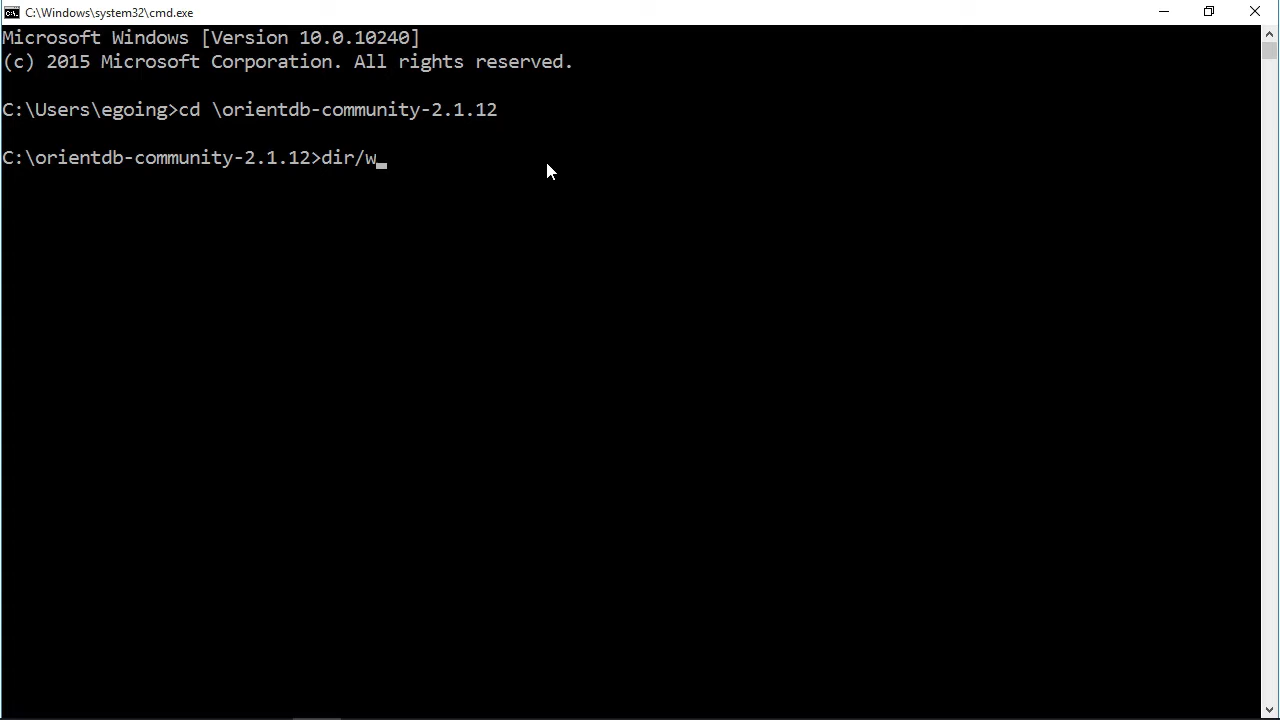 C:\Windows\system32\cmd.exe
Microsoft Windows [Version 10.0.10240]
(c) 2015 Microsoft Corporation. All rights reserved.
C:\Users\egoing>cd \orientdb-community-2.1.12
C:\orientdb-community-2.1.12>dir/w